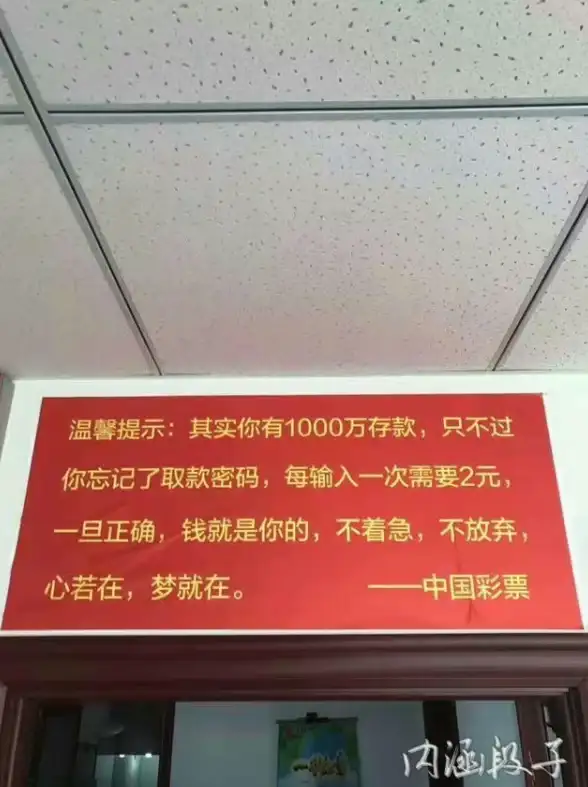 温馨提示：其实你有1000万存款，只不过
你忘记了取款密码，每输入一次需要2元，
一旦正确，钱就是你的，不着急，不放弃，
心若在，梦就在。 ——中国彩票
内涵段子